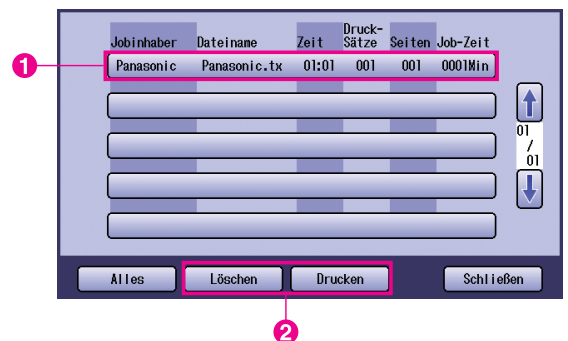 Jobinhaber Dateiname Zeit Druck-Sätze Seiten Job-Zeit
1 Panasonic Panasonic.tx 01:01 001 001 0001Min
01
/
01
Alles Löschen Drucken Schließen
2